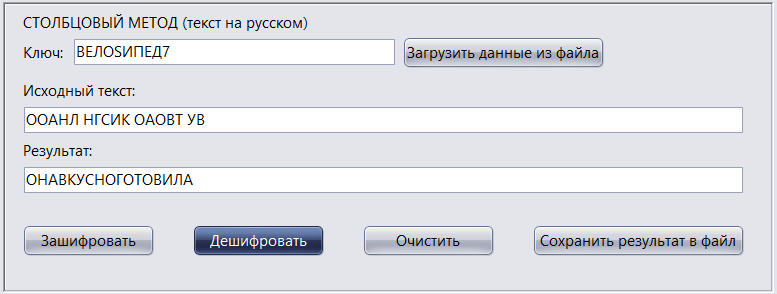 СТОЛБЦОВЫЙ МЕТОД (текст на русском)
Ключ: ВЕЛОSИПЕД7 Загрузить данные из файла
Исходный текст:
ООАНЛ НГСИК ОАОВТ УВ
Результат:
ОНАВКУСНОГОТОВИЛА
Зашифровать Дешифровать Очистить Сохранить результат в файл